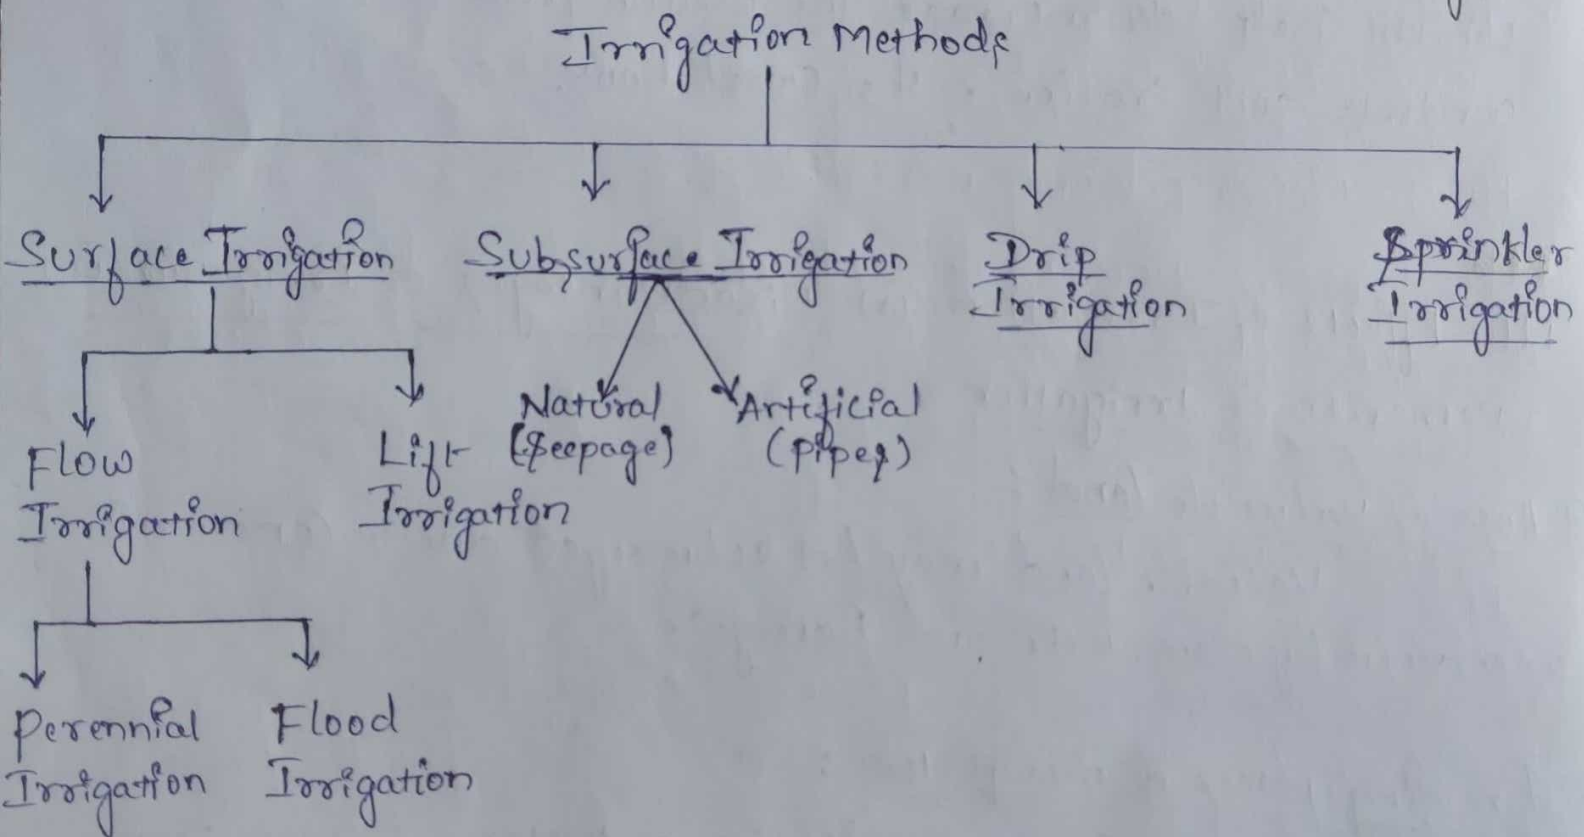 Irrigation Methods
Surface Irrigation
Subsurface Irrigation
Drip
Irrigation
Sprinkler
Irrigation
Natural
(Seepage)
Artificial
(pipes)
Flow
Irrigation
Lift
Irrigation
Perennial
Irrigation
Flood
Irrigation